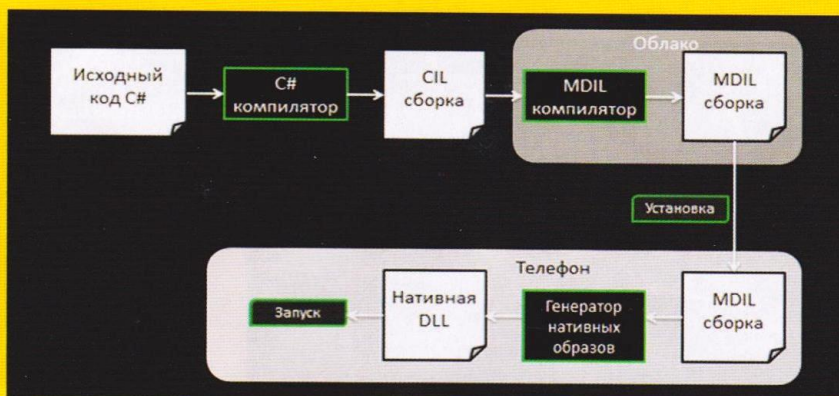 Облако
Исходный
код C#
C#
компилятор
CIL
сборка
MDIL
компилятор
MDIL
сборка
Установка
Телефон
Запуск
Нативная
DLL
Генератор
нативных
образов
MDIL
сборка